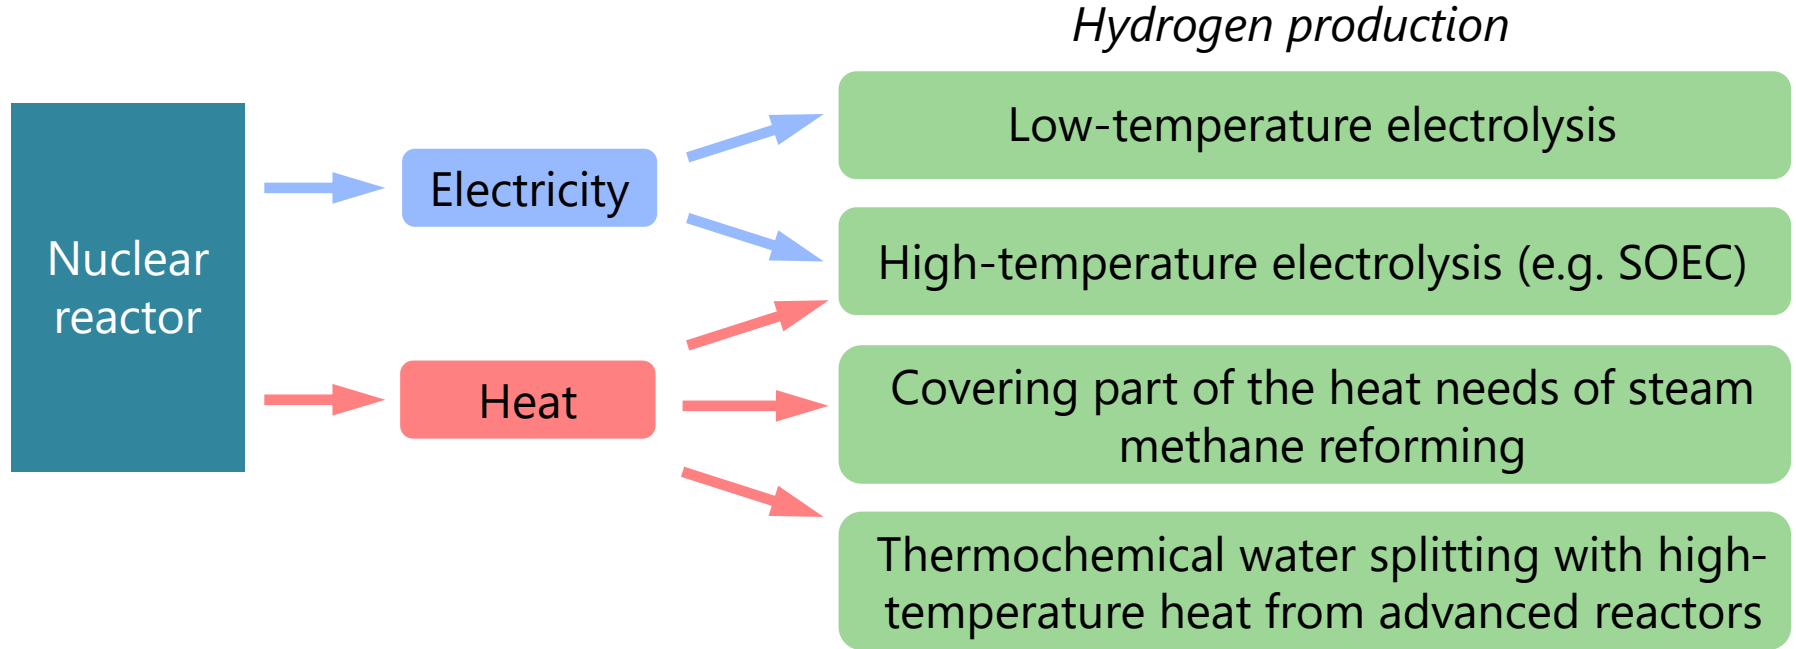 Hydrogen production
Nuclear
reactor
Electricity
Heat
Low-temperature electrolysis
High-temperature electrolysis (e.g. SOEC)
Covering part of the heat needs of steam
methane reforming
Thermochemical water splitting with high-
temperature heat from advanced reactors